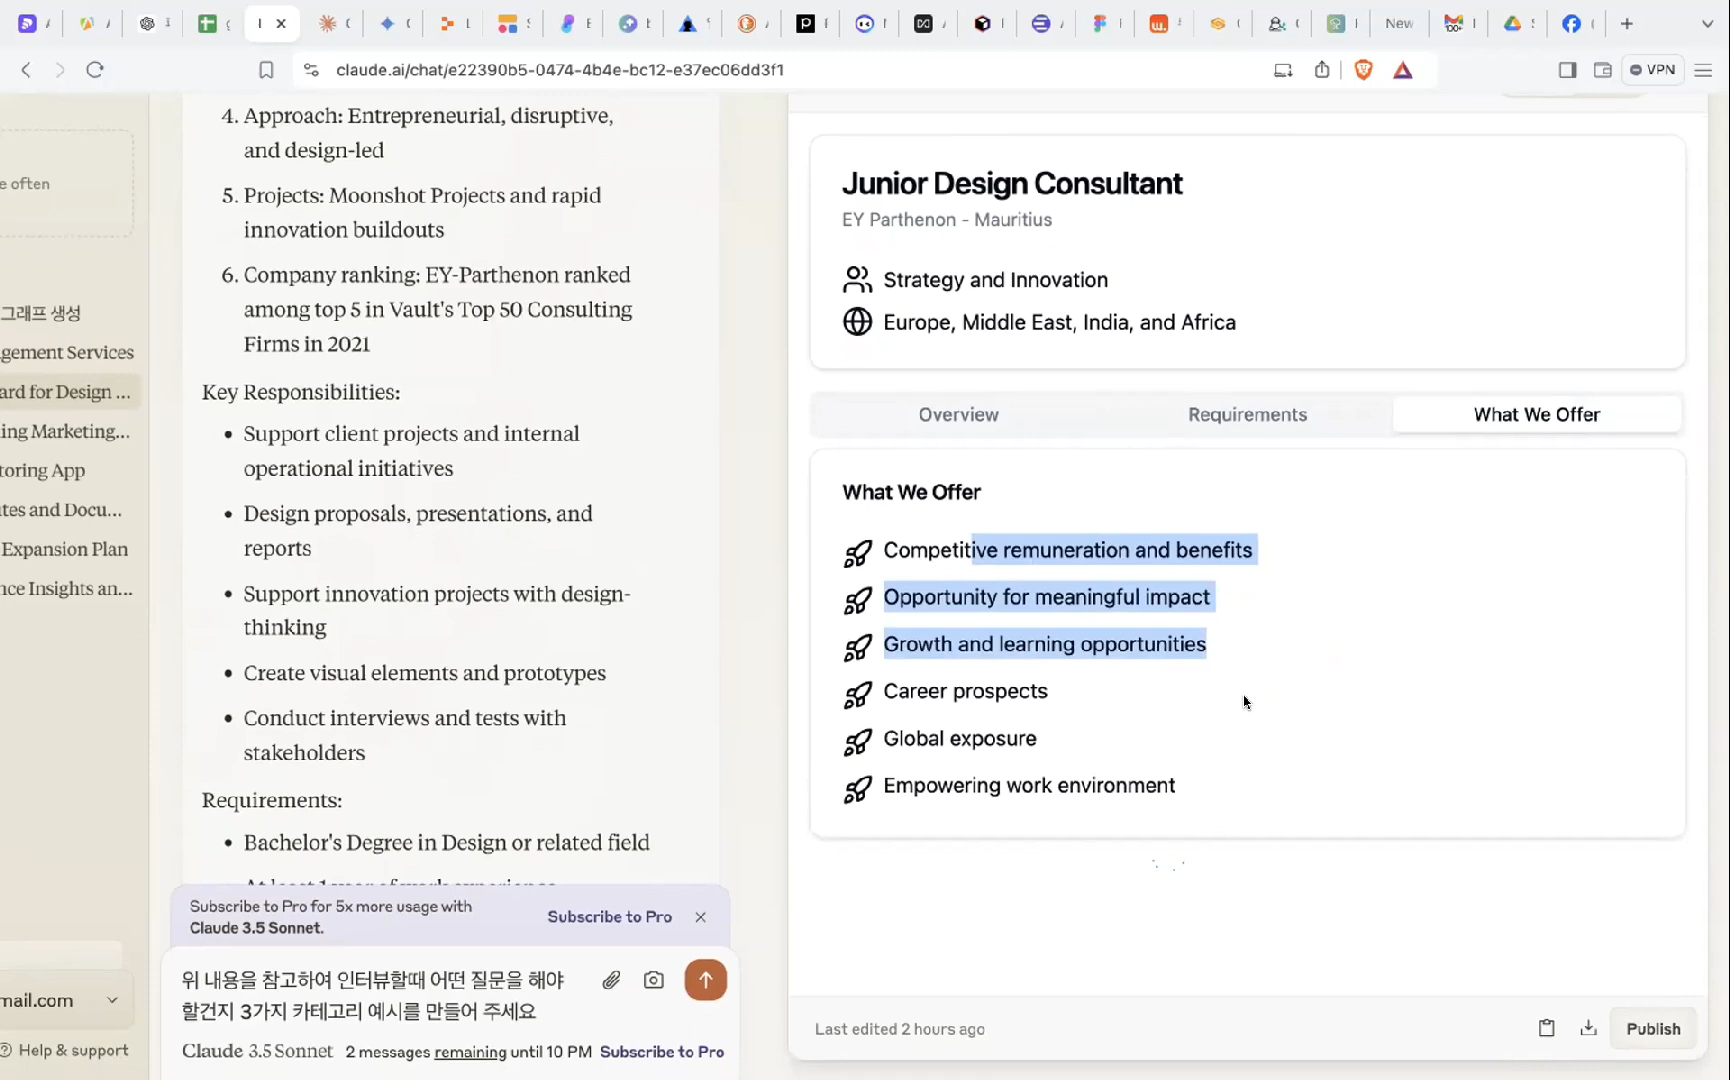 New
claude.ai/chat/e22390b5-0474-4b4e-bc12-e37ec06dd3f1
VPN
e often
그래프 생성
gement Services
ard for Design ...
ing Marketing...
toring App
tes and Docu...
Expansion Plan
nce Insights an...
mail.com
Help & support
4. Approach: Entrepreneurial, disruptive,
and design-led
5. Projects: Moonshot Projects and rapid
innovation buildouts
6. Company ranking: EY-Parthenon ranked
among top 5 in Vault's Top 50 Consulting
Firms in 2021
Key Responsibilities:
• Support client projects and internal
operational initiatives
• Design proposals, presentations, and
reports
• Support innovation projects with design-
thinking
• Create visual elements and prototypes
• Conduct interviews and tests with
stakeholders
Requirements:
• Bachelor's Degree in Design or related field
• At least 1 year of work experience
Subscribe to Pro for 5x more usage with
Claude 3.5 Sonnet.
Subscribe to Pro
위 내용을 참고하여 인터뷰할때 어떤 질문을 해야
할건지 3가지 카테고리 예시를 만들어 주세요
Claude 3.5 Sonnet 2 messages remaining until 10 PM Subscribe to Pro
Junior Design Consultant
EY Parthenon - Mauritius
Strategy and Innovation
Europe, Middle East, India, and Africa
Overview
Requirements
What We Offer
What We Offer
Competitive remuneration and benefits
Opportunity for meaningful impact
Growth and learning opportunities
Career prospects
Global exposure
Empowering work environment
Last edited 2 hours ago
Publish